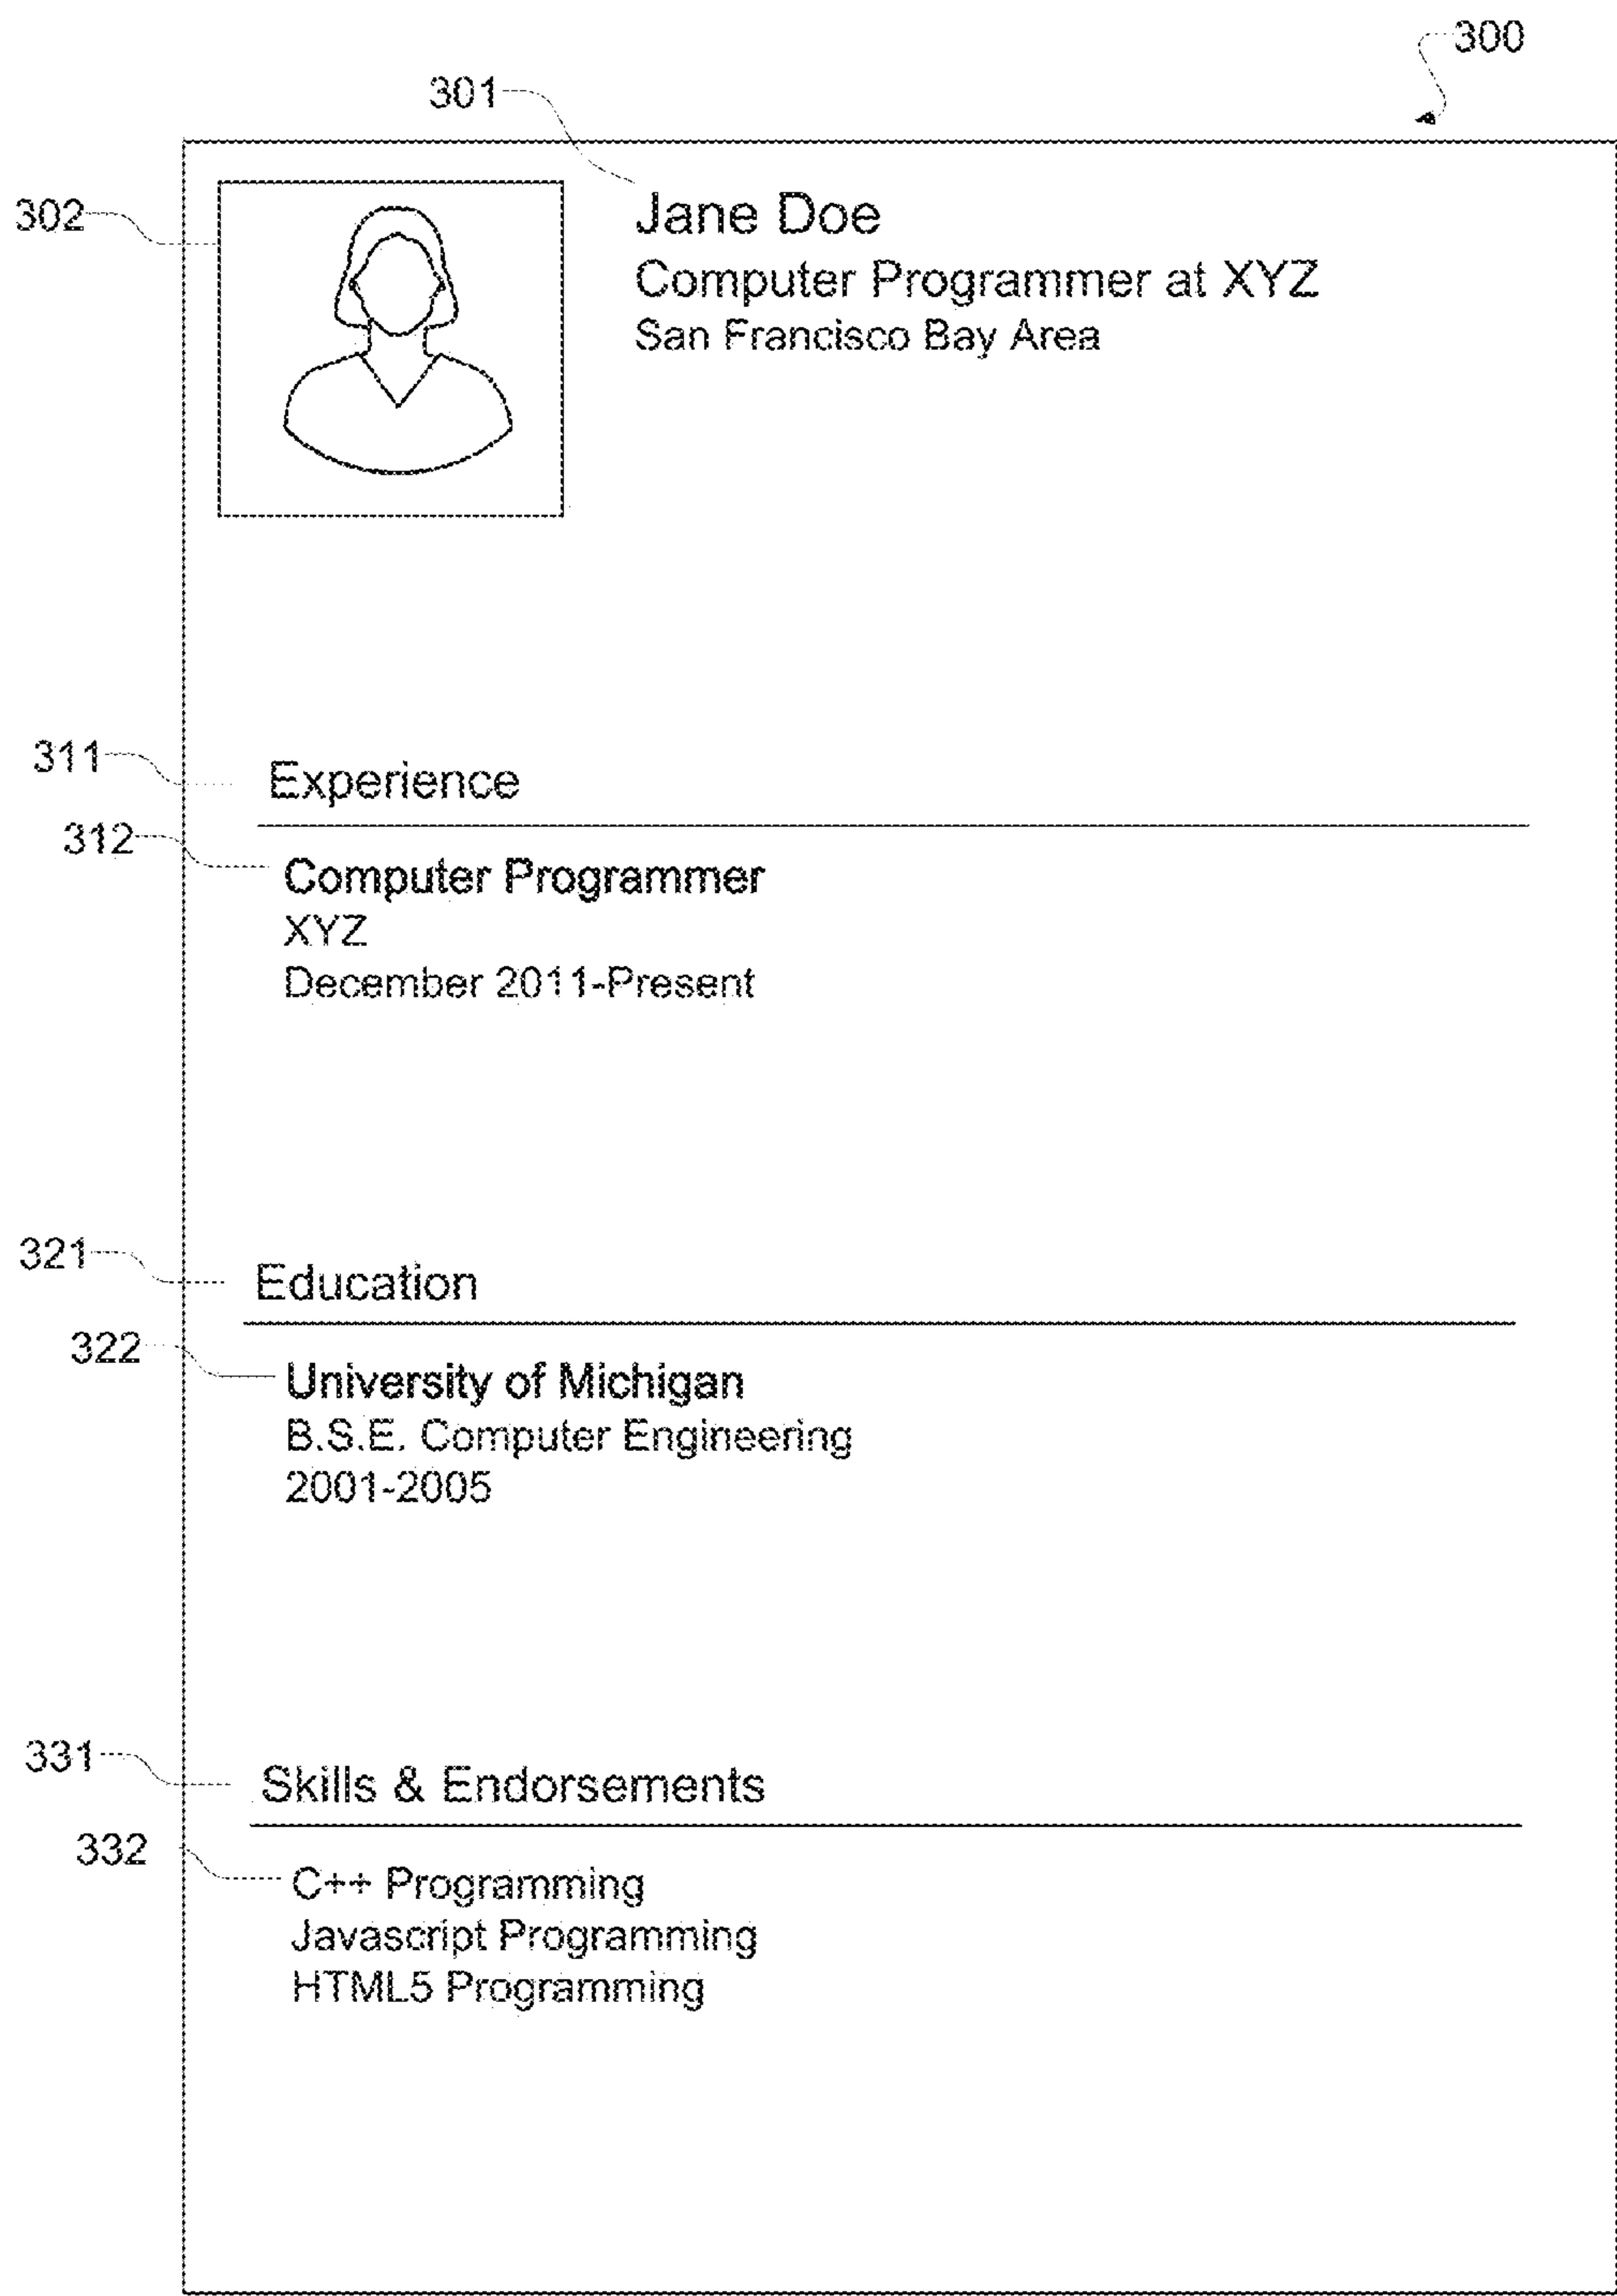 300
301
302
Jane Doe
Computer Programmer at XYZ
San Francisco Bay Area
311
Experience
312
Computer Programmer
XYZ
December 2011-Present
321
Education
322
University of Michigan
B.S.E. Computer Engineering
2001-2005
331
Skills & Endorsements
332
C++ Programming
Javascript Programming
HTML5 Programming